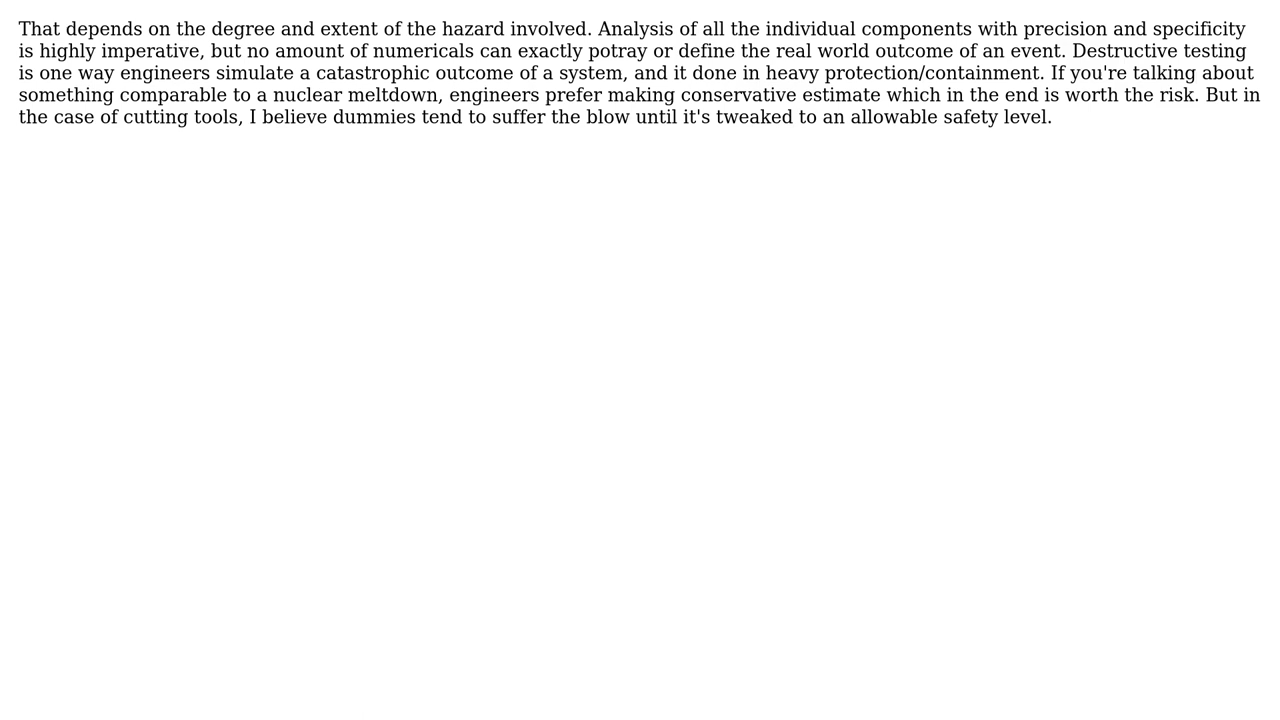 That depends on the degree and extent of the hazard involved. Analysis of all the individual components with precision and specificity
is highly imperative, but no amount of numericals can exactly potray or define the real world outcome of an event. Destructive testing
is one way engineers simulate a catastrophic outcome of a system, and it done in heavy protection/containment. If you're talking about
something comparable to a nuclear meltdown, engineers prefer making conservative estimate which in the end is worth the risk. But in
the case of cutting tools, I believe dummies tend to suffer the blow until it's tweaked to an allowable safety level.